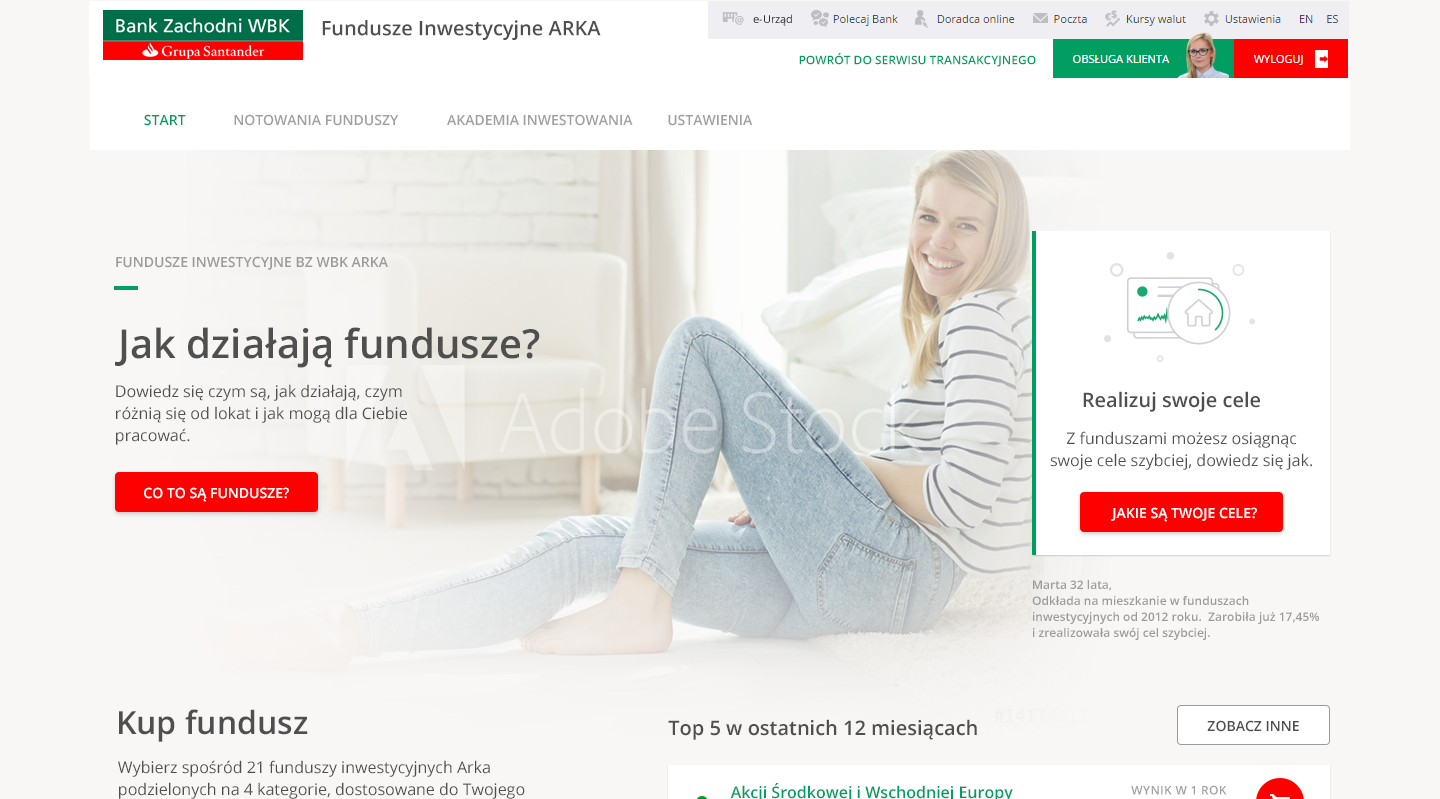 Bank Zachodni WBK
Grupa Santander
Fundusze Inwestycyjne ARKA
e-Urząd
Polecaj Bank
Doradca online
Poczta
Kursy walut
Ustawienia
EN
ES
POWRÓT DO SERWISU TRANSAKCYJNEGO
OBSŁUGA KLIENTA
WYLOGUJ
START
NOTOWANIA FUNDUSZY
AKADEMIA INWESTOWANIA
USTAWIENIA
FUNDUSZE INWESTYCYJNE BZ WBK ARKA
Jak działają fundusze?
Dowiedz się czym są, jak działają, czym
różnią się od lokat i jak mogą dla Ciebie
pracować.
CO TO SĄ FUNDUSZE?
Adobe Stock
Realizuj swoje cele
Z funduszami możesz osiągnąc
swoje cele szybciej, dowiedz się jak.
JAKIE SĄ TWOJE CELE?
Marta 32 lata,
Odkłada na mieszkanie w funduszach
inwestycyjnych od 2012 roku. Zarobiła już 17,45%
i zrealizowała swój cel szybciej.
Kup fundusz
Wybierz spośród 21 funduszy inwestycyjnych Arka
podzielonych na 4 kategorie, dostosowane do Twojego
Top 5 w ostatnich 12 miesiącach
ZOBACZ INNE
Akcji Środkowej i Wschodniej Europy
WYNIK W 1 ROK